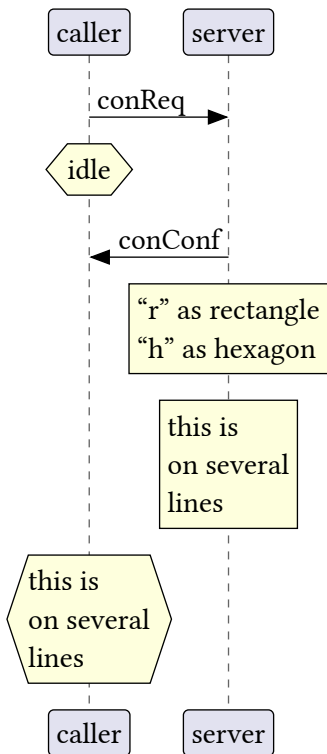 caller server
conReq
idle
conConf
“r” as rectangle
“h” as hexagon
this is
on several
lines
this is
on several
lines
caller server